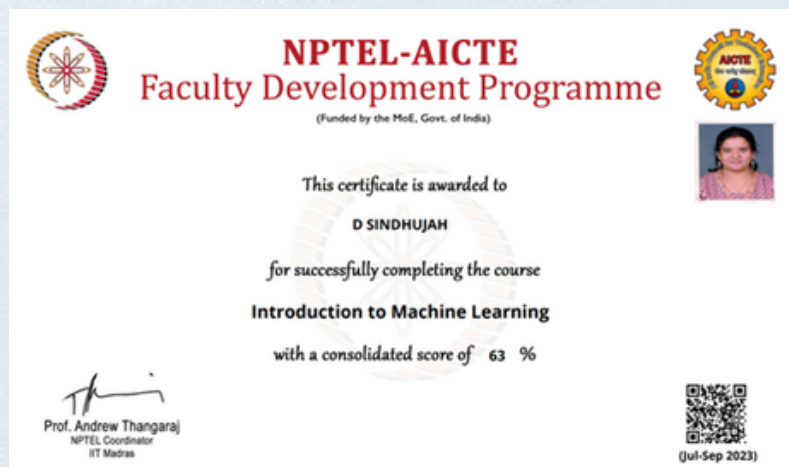 NPTEL-AICTE
Faculty Development Programme
(Funded by the MoE, Govt. of India)
AICTE
This certificate is awarded to
D SINDHUJAH
for successfully completing the course
Introduction to Machine Learning
with a consolidated score of 63 %
Prof. Andrew Thangaraj
NPTEL Coordinator
IIT Madras
(Jul-Sep 2023)